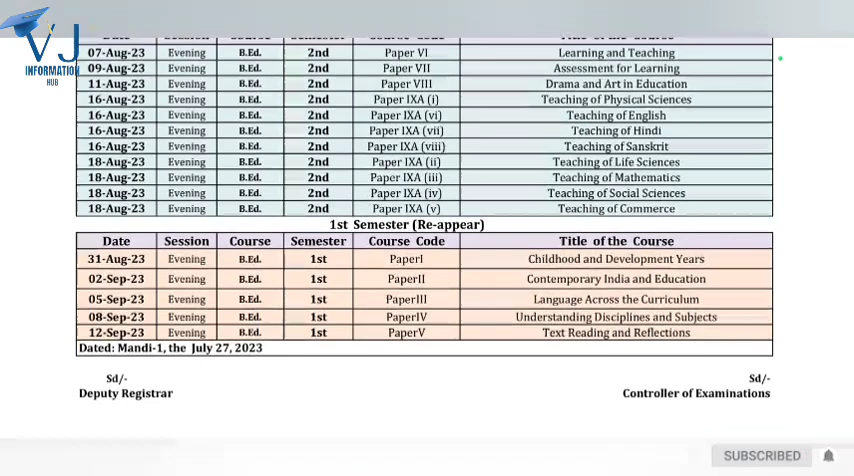 VJ
INFORMATION
HUB
07-Aug-23 Evening B.Ed. 2nd Paper VI Learning and Teaching
09-Aug-23 Evening B.Ed. 2nd Paper VII Assessment for Learning
11-Aug-23 Evening B.Ed. 2nd Paper VIII Drama and Art in Education
16-Aug-23 Evening B.Ed. 2nd Paper IXA (i) Teaching of Physical Sciences
16-Aug-23 Evening B.Ed. 2nd Paper IXA (vi) Teaching of English
16-Aug-23 Evening B.Ed. 2nd Paper IXA (vii) Teaching of Hindi
16-Aug-23 Evening B.Ed. 2nd Paper IXA (viii) Teaching of Sanskrit
18-Aug-23 Evening B.Ed. 2nd Paper IXA (ii) Teaching of Life Sciences
18-Aug-23 Evening B.Ed. 2nd Paper IXA (iii) Teaching of Mathematics
18-Aug-23 Evening B.Ed. 2nd Paper IXA (iv) Teaching of Social Sciences
18-Aug-23 Evening B.Ed. 2nd Paper IXA (v) Teaching of Commerce
1st Semester (Re-appear)
Date Session Course Semester Course Code Title of the Course
31-Aug-23 Evening B.Ed. 1st PaperI Childhood and Development Years
02-Sep-23 Evening B.Ed. 1st PaperII Contemporary India and Education
05-Sep-23 Evening B.Ed. 1st PaperIII Language Across the Curriculum
08-Sep-23 Evening B.Ed. 1st PaperIV Understanding Disciplines and Subjects
12-Sep-23 Evening B.Ed. 1st PaperV Text Reading and Reflections
Dated: Mandi-1, the July 27, 2023
Sd/- Sd/-
Deputy Registrar Controller of Examinations
SUBSCRIBED